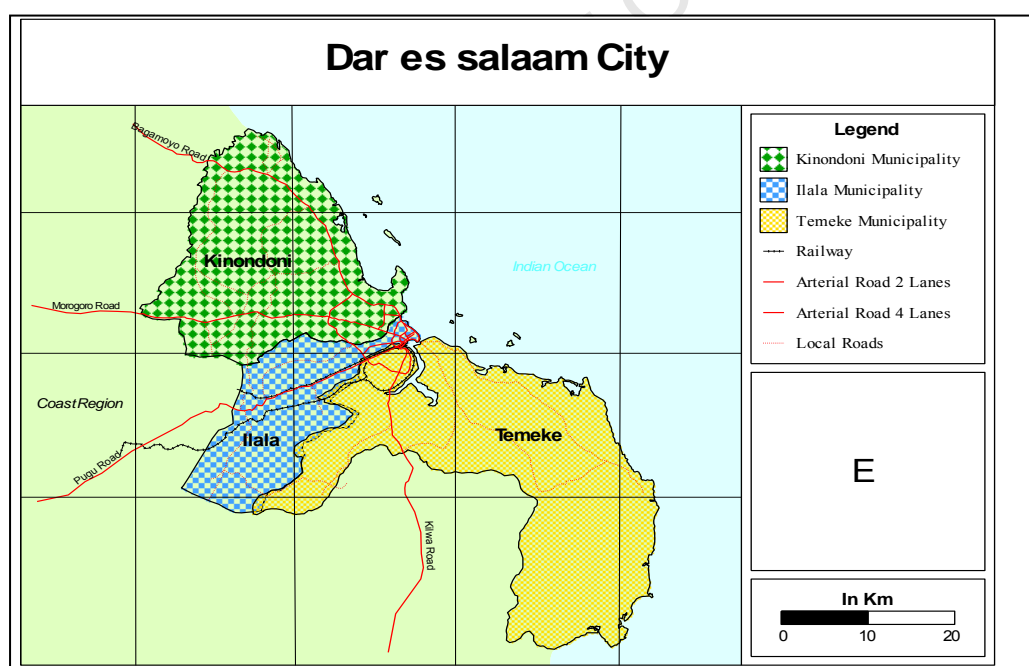 Dar es salaam City
Bagamoyo Road
Kinondoni
Indian Ocean
Morogoro Road
Coast Region
Ilala
Temeke
Pugu Road
Kilwa Road
Legend
Kinondoni Municipality
Ilala Municipality
Temeke Municipality
Railway
Arterial Road 2 Lanes
Arterial Road 4 Lanes
Local Roads
E
In Km
0 10 20